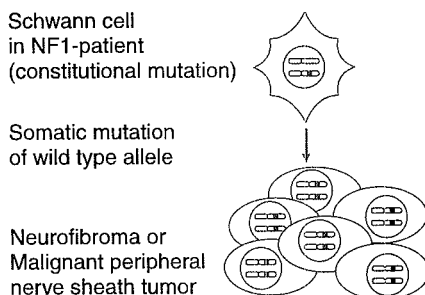 Schwann cell
in NF1-patient
(constitutional mutation)
Somatic mutation
of wild type allele
Neurofibroma or
Malignant peripheral
nerve sheath tumor